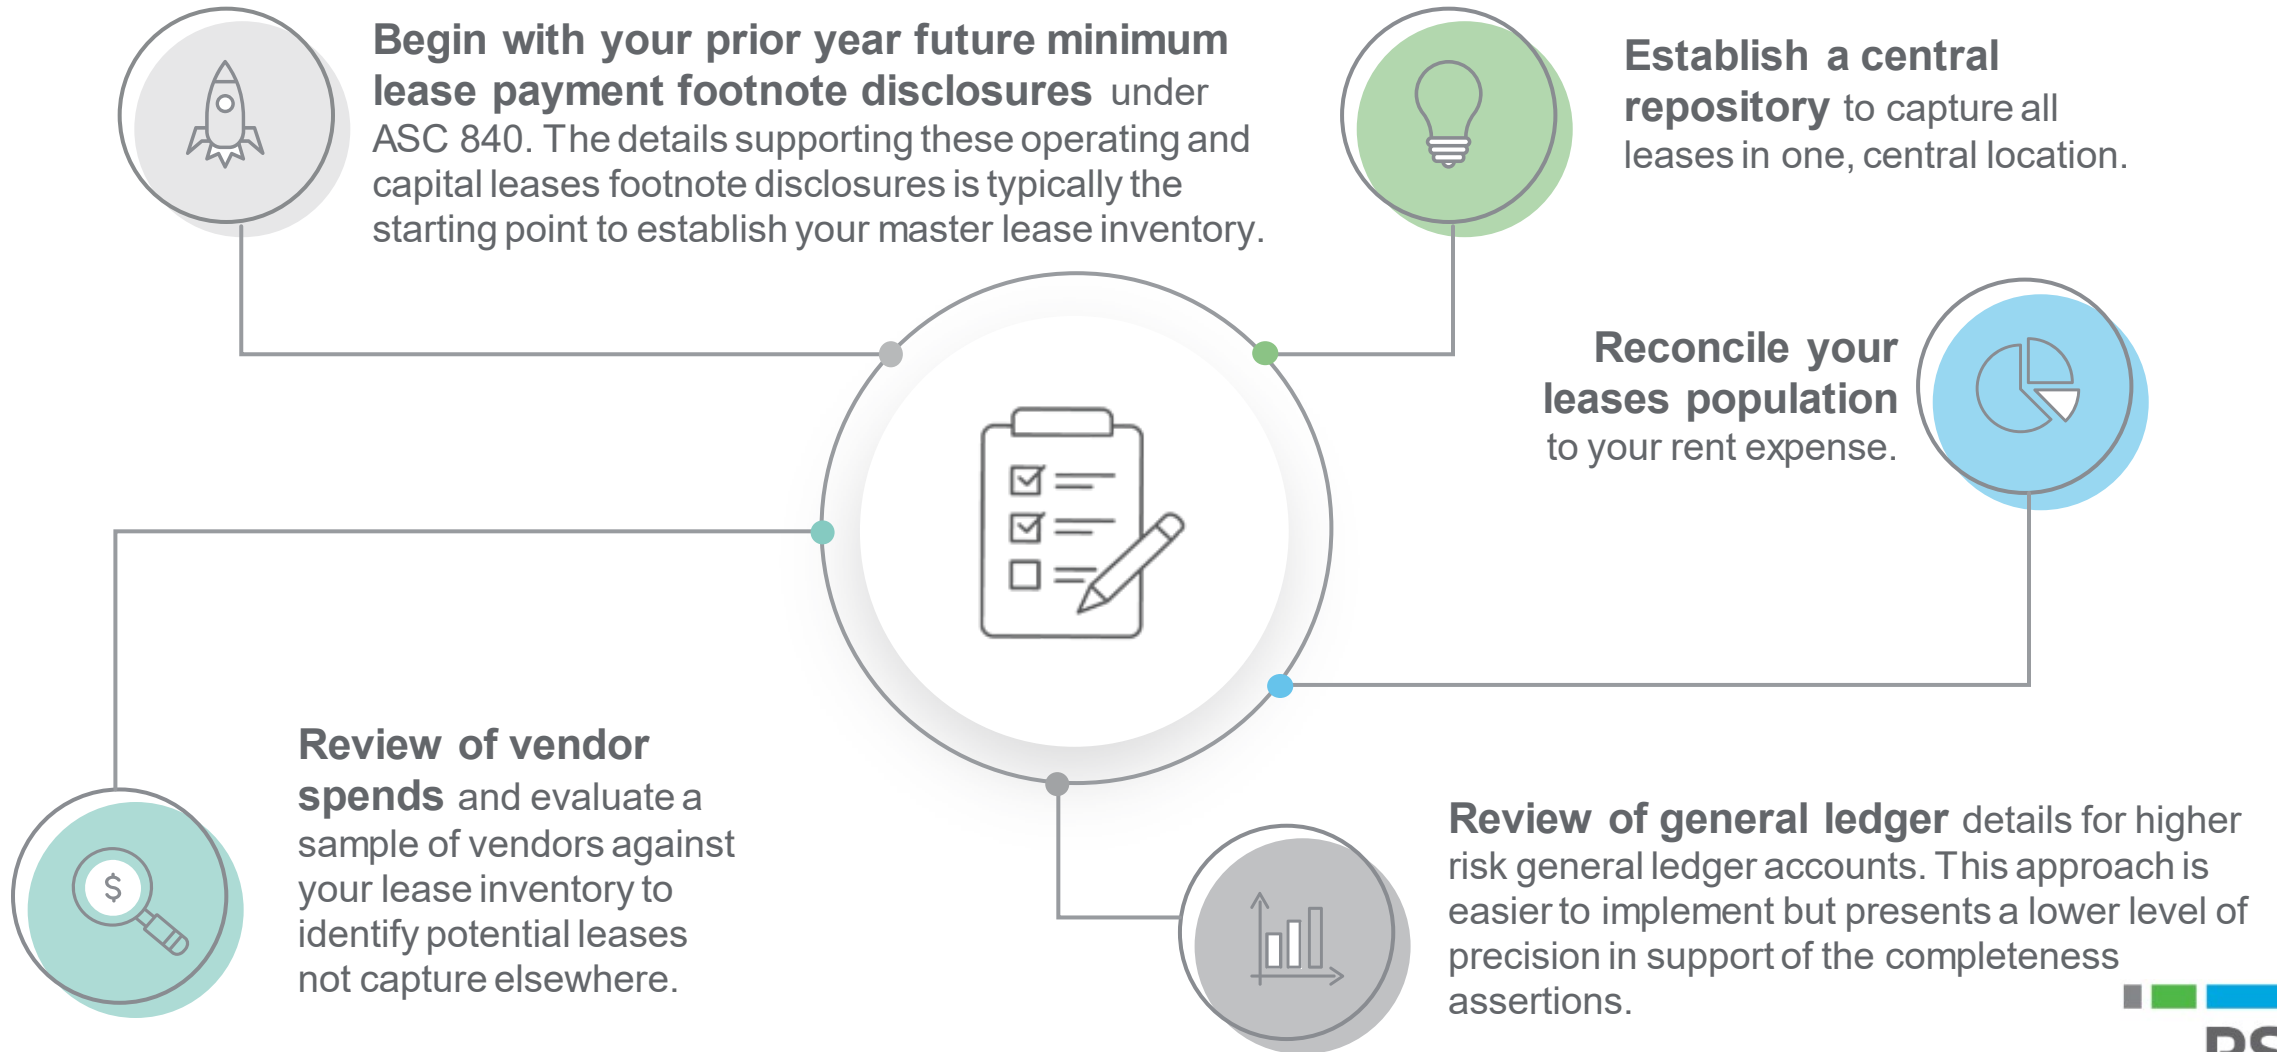 Begin with your prior year future minimum
lease payment footnote disclosures under
ASC 840. The details supporting these operating and
capital leases footnote disclosures is typically the
starting point to establish your master lease inventory.
Establish a central
repository to capture all
leases in one, central location.
Reconcile your
leases population
to your rent expense.
Review of vendor
spends and evaluate a
sample of vendors against
your lease inventory to
identify potential leases
not capture elsewhere.
$
Review of general ledger details for higher
risk general ledger accounts. This approach is
easier to implement but presents a lower level of
precision in support of the completeness
assertions.